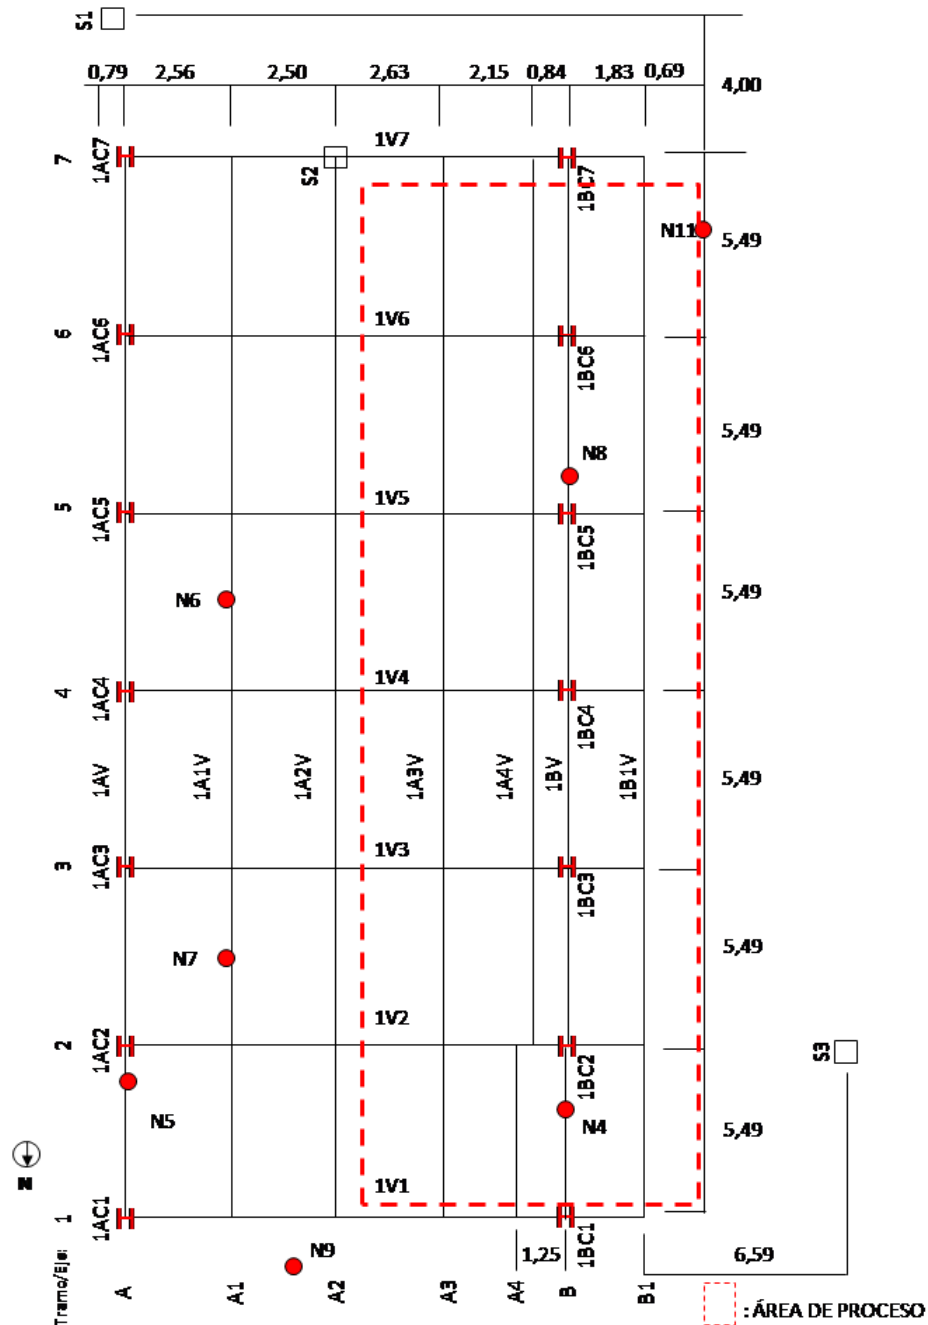 S1
0,79 2,56 2,50 2,63 2,15 0,84 1,83 0,69 4,00
7 1AC7 S2 1V7 1BC7
N11 5,49
6 1AC6 1V6 1BC6
5,49
N8
5 1AC5 1V5 1BC5
N6 5,49
4 1AC4 1V4 1BC4
1AV 1A1V 1A2V 1A3V 1A4V 1BV 1B1V 5,49
3 1AC3 1V3 1BC3
N7 5,49
2 1AC2 1V2 1BC2 S3
N5 N4 5,49
N
1 1AC1 1V1 1BC1
N9 1,25 6,59
Tramo/Eje: A A1 A2 A3 A4 B B1
: ÁREA DE PROCESO